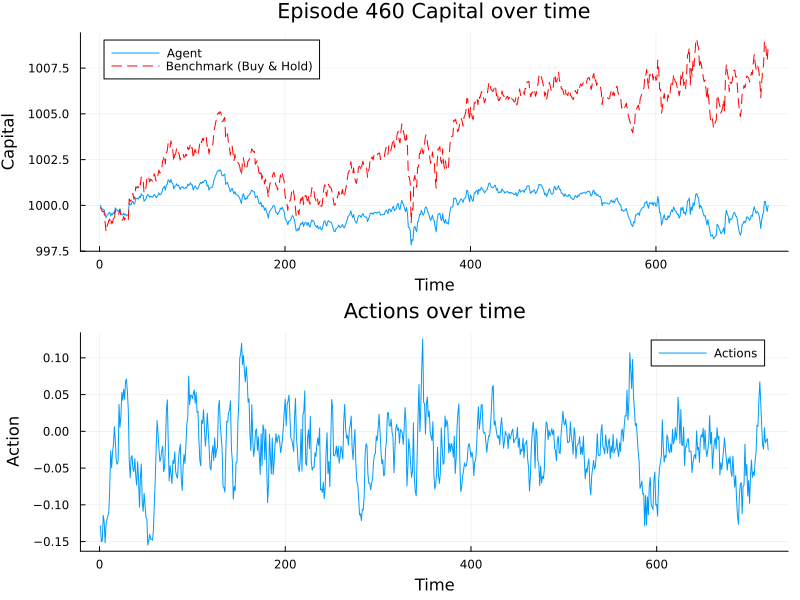 Episode 460 Capital over time
Agent
Benchmark (Buy & Hold)
Capital
1007.5
1005.0
1002.5
1000.0
997.5
0 200 400 600
Time
Actions over time
Actions
Action
0.10
0.05
0.00
−0.05
−0.10
−0.15
0 200 400 600
Time